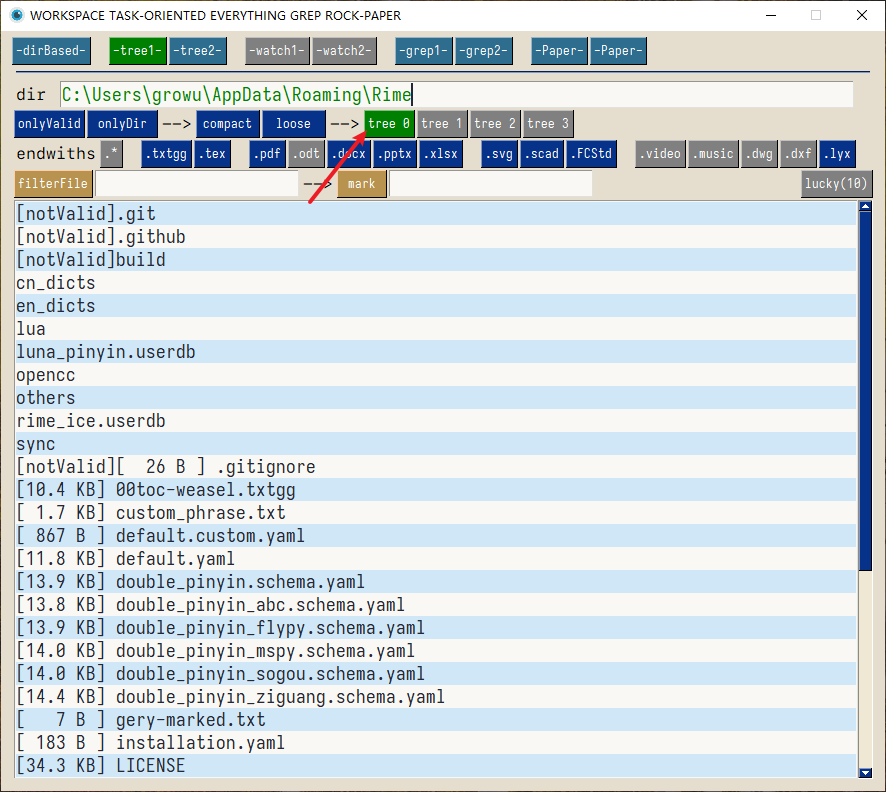 WORKSPACE TASK-ORIENTED EVERYTHING GREP ROCK-PAPER
-dirBased- -tree1- -tree2- -watch1- -watch2- -grep1- -grep2- -Paper- -Paper-
dir C:\Users\growu\AppData\Roaming\Rime
onlyValid onlyDir --> compact loose --> tree 0 tree 1 tree 2 tree 3
endwiths .* .txtgg .tex .pdf .odt .docx .pptx .xlsx .svg .scad .FCStd .video .music .dwg .dxf .lyx
filterFile --> mark lucky(10)
[notValid].git
[notValid].github
[notValid]build
cn_dicts
en_dicts
lua
luna_pinyin.userdb
opencc
others
rime_ice.userdb
sync
[notValid][  26 B ] .gitignore
[10.4 KB] 00toc-weasel.txtgg
[ 1.7 KB] custom_phrase.txt
[ 867 B ] default.custom.yaml
[11.8 KB] default.yaml
[13.9 KB] double_pinyin.schema.yaml
[13.8 KB] double_pinyin_abc.schema.yaml
[13.9 KB] double_pinyin_flypy.schema.yaml
[14.0 KB] double_pinyin_mspy.schema.yaml
[14.0 KB] double_pinyin_sogou.schema.yaml
[14.4 KB] double_pinyin_ziguang.schema.yaml
[   7 B ] gery-marked.txt
[ 183 B ] installation.yaml
[34.3 KB] LICENSE